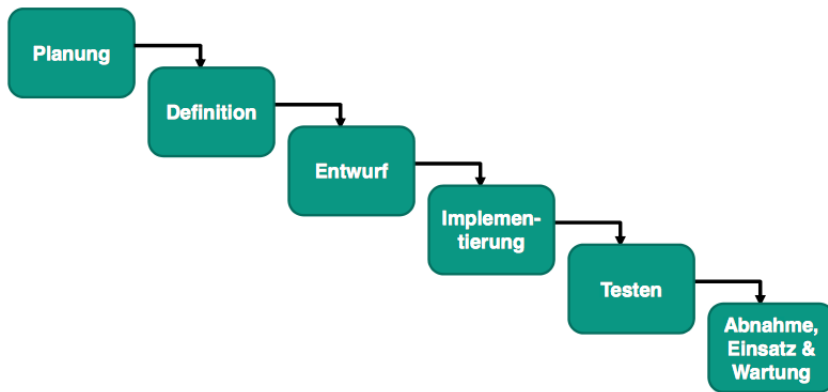 Planung
Definition
Entwurf
Implemen-
tierung
Testen
Abnahme,
Einsatz &
Wartung